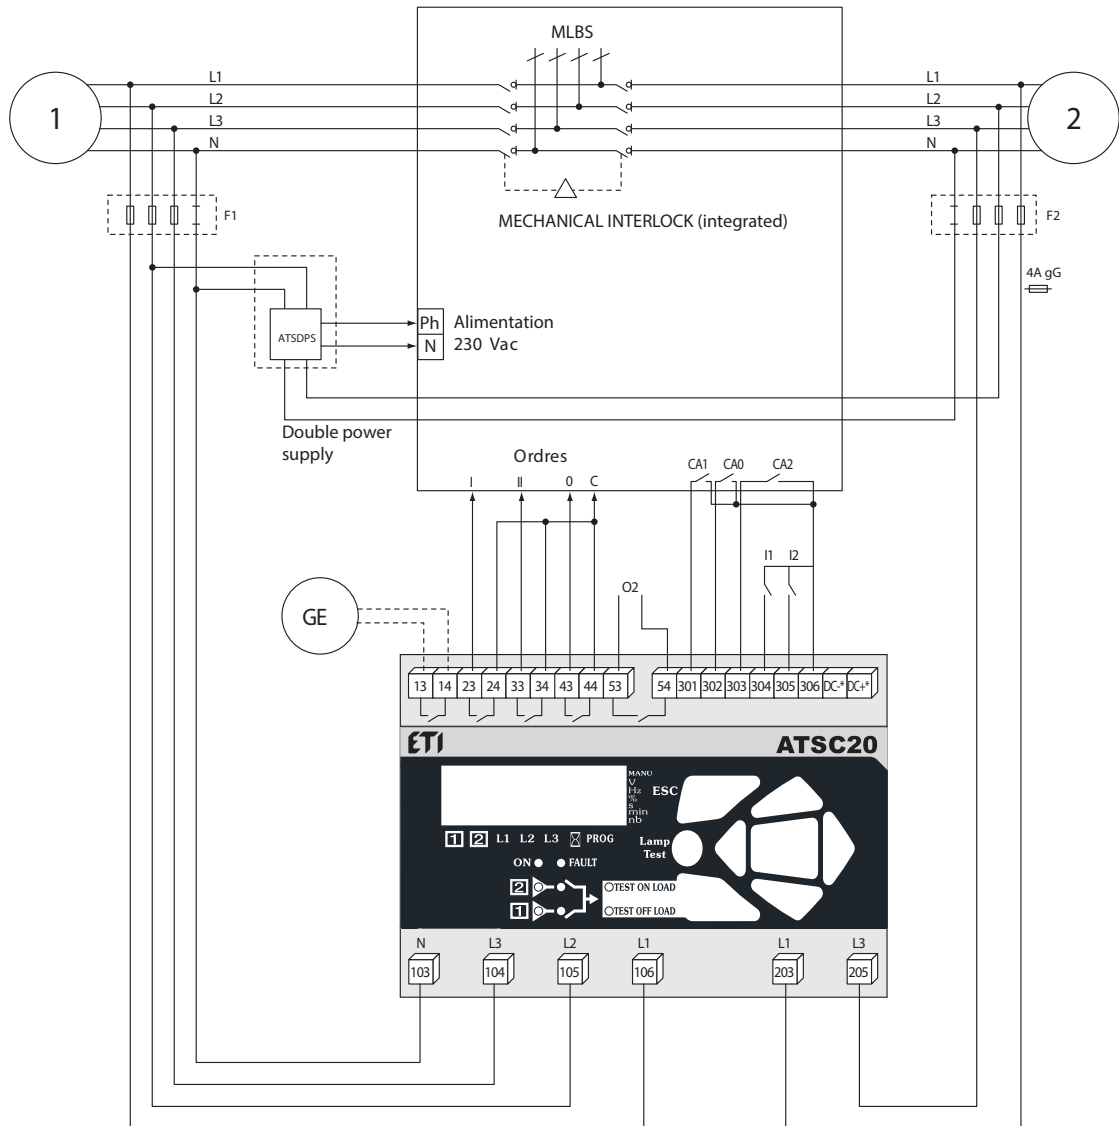 MLBS
L1
L2
L3
N
1
L1
L2
L3
N
2
F1
MECHANICAL INTERLOCK (integrated)
F2
4A gG
ATSDPS
Ph
N
Alimentation
230 Vac
Double power
supply
Ordres
I II 0 C
CA1 CA0 CA2
I1 I2
O2
GE
13 14 23 24 33 34 43 44 53 54 301 302 303 304 305 306 DC-* DC+*
ETI
ATSC20
MANU
V
Hz
%
s
min
nb
ESC
1 2 L1 L2 L3 PROG
Lamp
Test
ON FAULT
2
TEST ON LOAD
1
TEST OFF LOAD
N L3 L2 L1 L1 L3
103 104 105 106 203 205